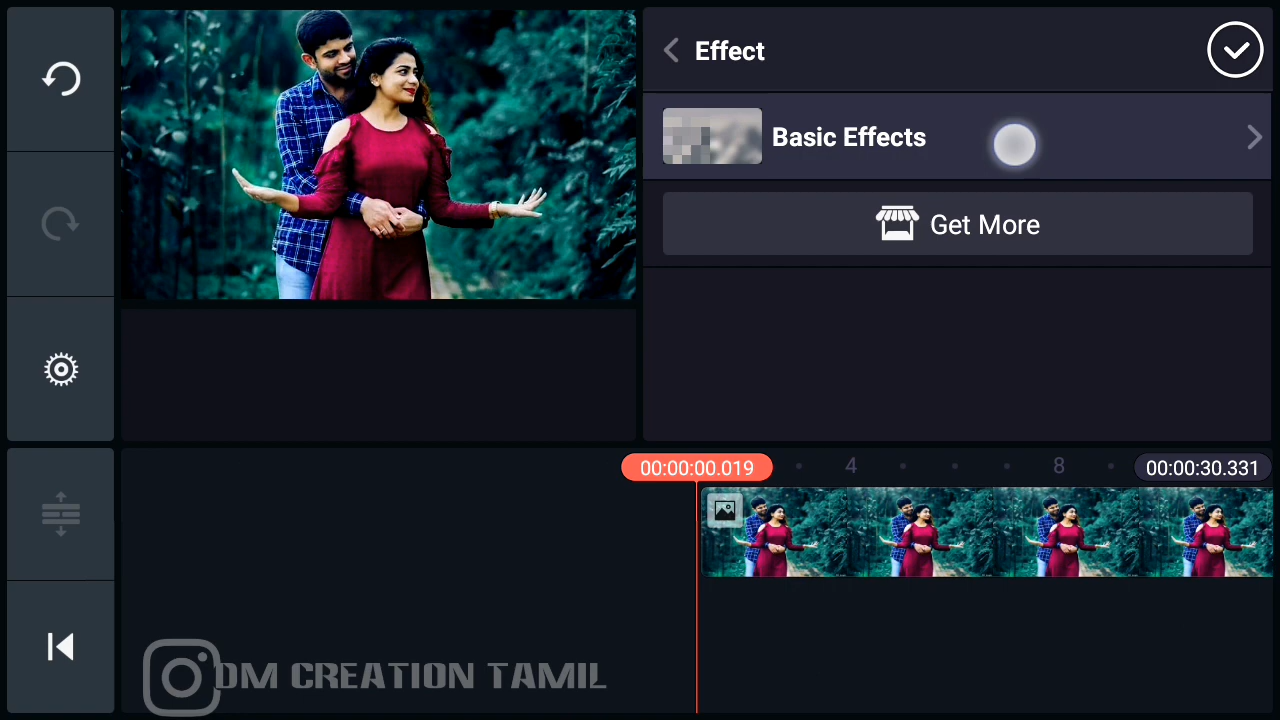 Effect
Basic Effects
Get More
00:00:00.019
4
8
00:00:30.331
DM CREATION TAMIL